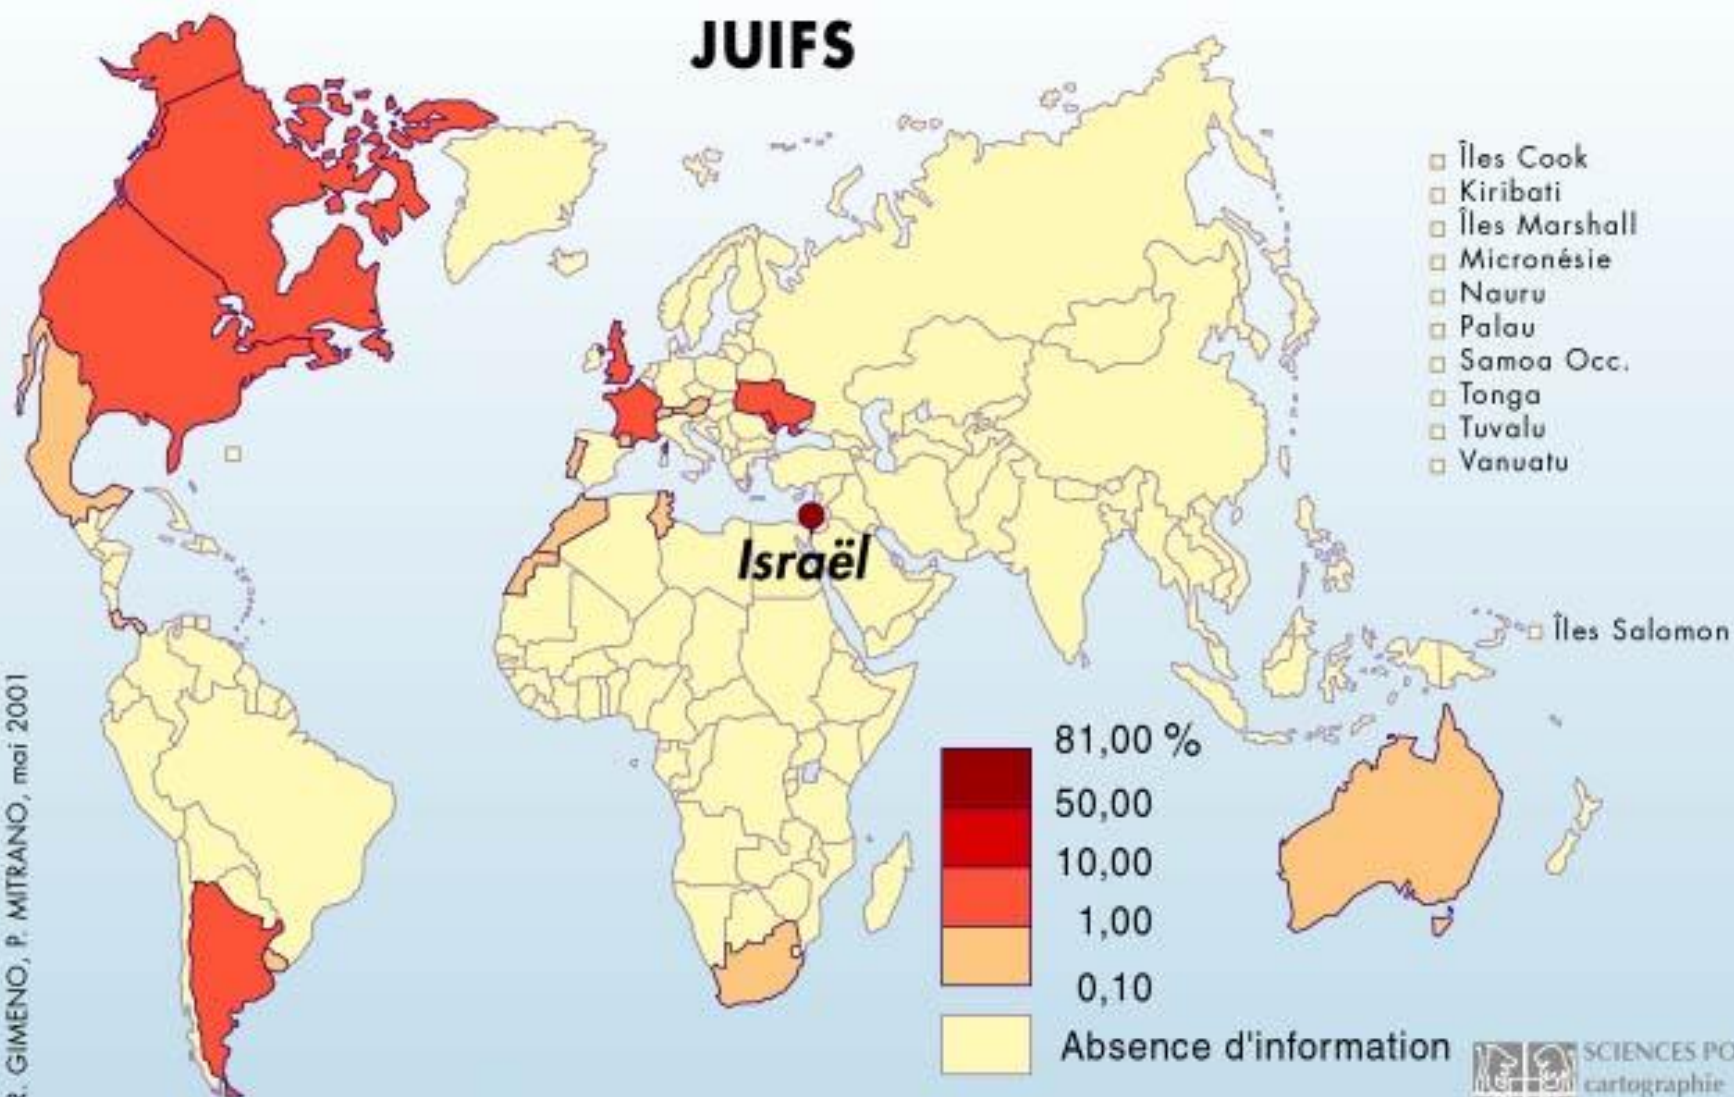 JUIFS
Îles Cook
Kiribati
Îles Marshall
Micronésie
Nauru
Palau
Samoa Occ.
Tonga
Tuvalu
Vanuatu
Israël
Îles Salomon
81,00 %
50,00
10,00
1,00
0,10
Absence d'information
R. GIMENO, P. MITRANO, mai 2001
SCIENCES PO
cartographie